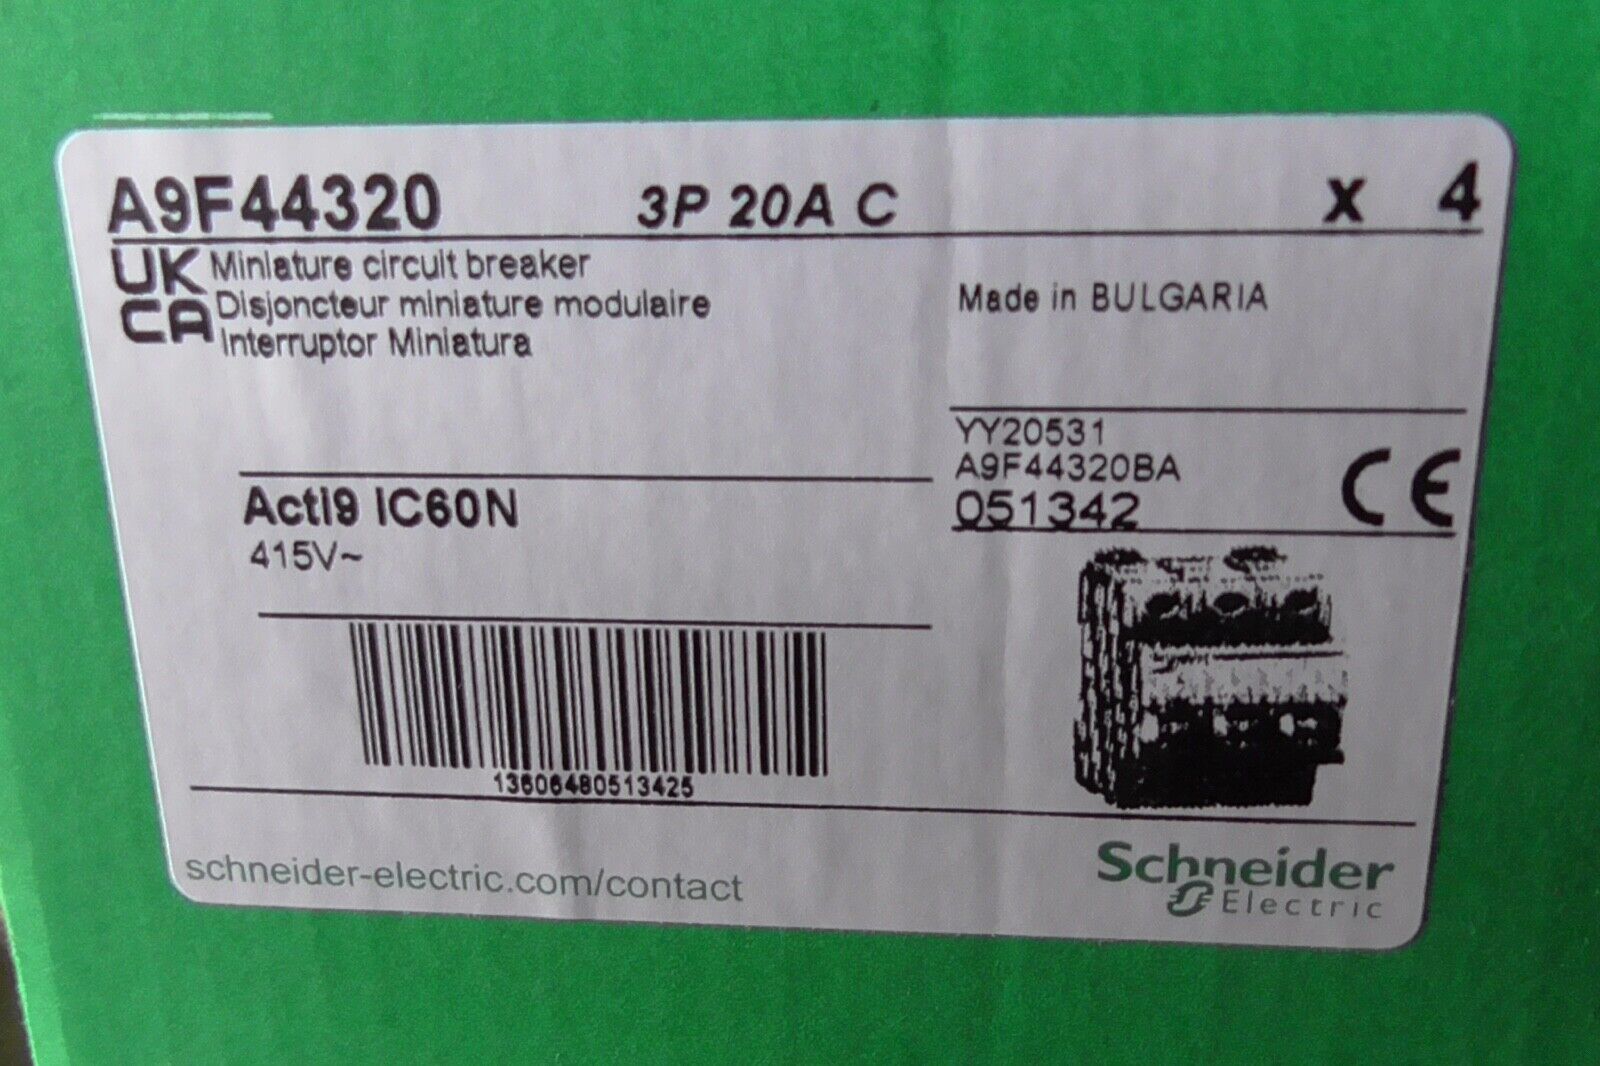 A9F44320 3P 20A C x 4
UK CA
Miniature circuit breaker
Disjoncteur miniature modulaire
Interruptor Miniatura
Made in BULGARIA
YY20531
A9F44320BA
051342
CE
Acti9 IC60N
415V~
13606480513425
schneider-electric.com/contact
Schneider
Electric